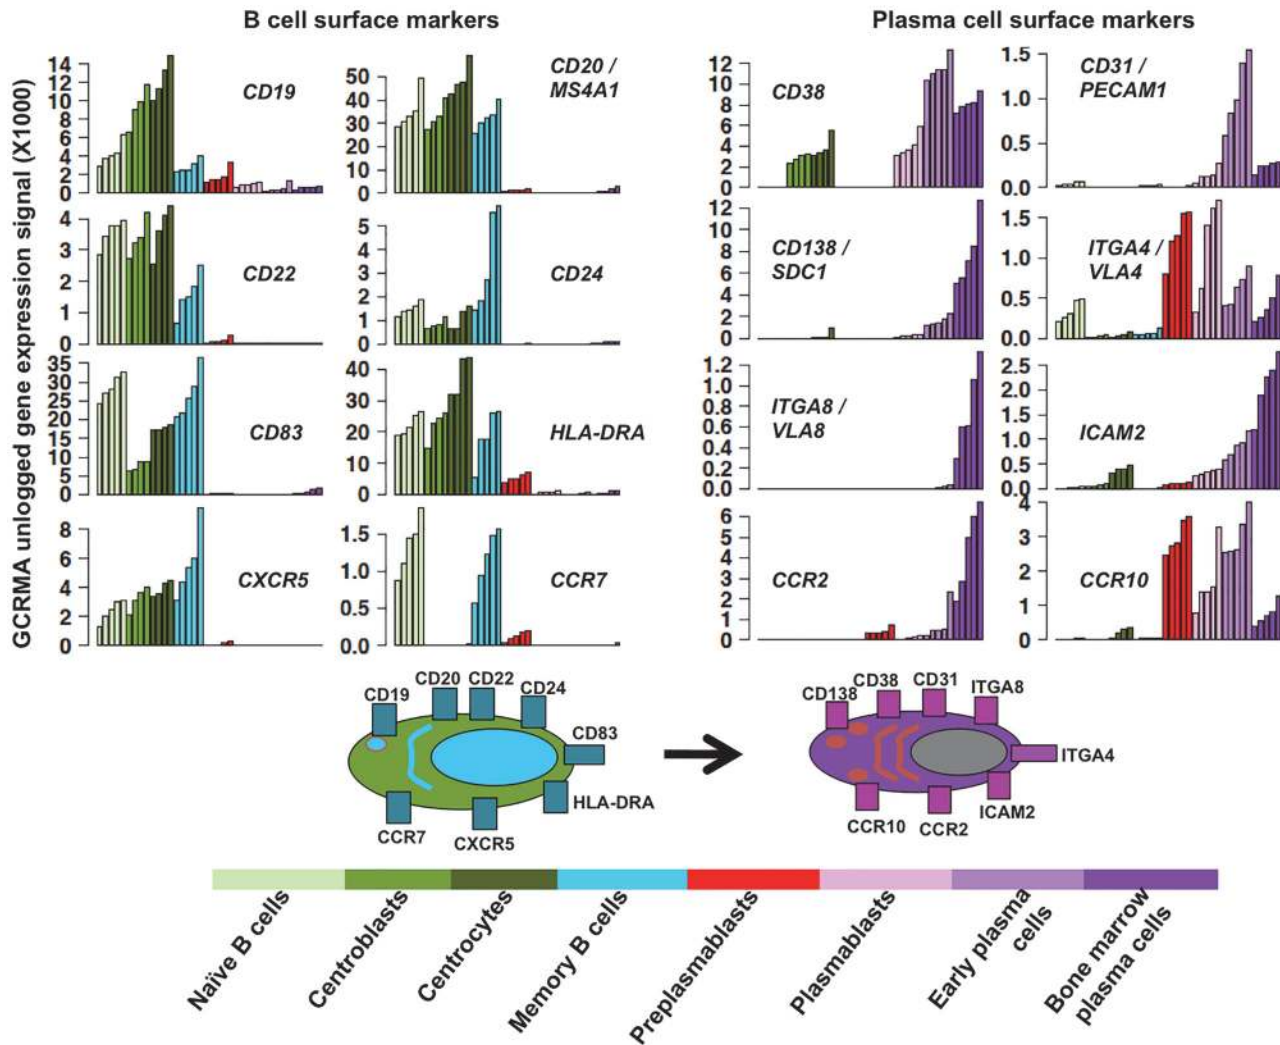 B cell surface markers
Plasma cell surface markers
GCRMA unlogged gene expression signal (X1000)
14
12
10
8
6
4
2
0
CD19
50
40
30
20
10
0
CD20 /
MS4A1
12
10
8
6
4
2
0
CD38
1.5
1.0
0.5
0.0
CD31 /
PECAM1
4
3
2
1
0
CD22
5
4
3
2
1
0
CD24
12
10
8
6
4
2
0
CD138 /
SDC1
1.5
1.0
0.5
0.0
ITGA4 /
VLA4
35
30
25
20
15
10
5
0
CD83
40
30
20
10
0
HLA-DRA
1.2
1.0
0.8
0.6
0.4
0.2
0.0
ITGA8 /
VLA8
2.5
2.0
1.5
1.0
0.5
0.0
ICAM2
8
6
4
2
0
CXCR5
1.5
1.0
0.5
0.0
CCR7
6
5
4
3
2
1
0
CCR2
4
3
2
1
0
CCR10
CD19
CD20
CD22
CD24
CD83
HLA-DRA
CXCR5
CCR7
CD138
CD38
CD31
ITGA8
ITGA4
ICAM2
CCR2
CCR10
Naïve B cells
Centroblasts
Centrocytes
Memory B cells
Preplasmablasts
Plasmablasts
Early plasma
cells
Bone marrow
plasma cells